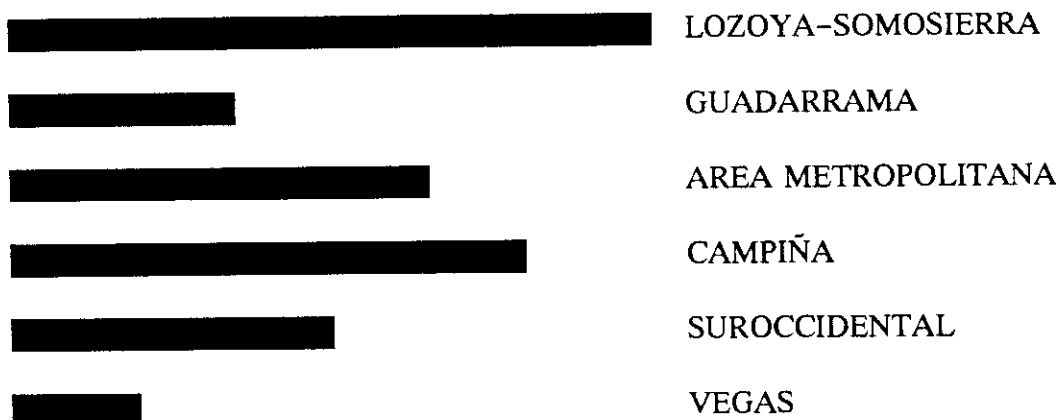 LOZOYA-SOMOSIERRA
GUADARRAMA
AREA METROPOLITANA
CAMPIÑA
SUROCCIDENTAL
VEGAS